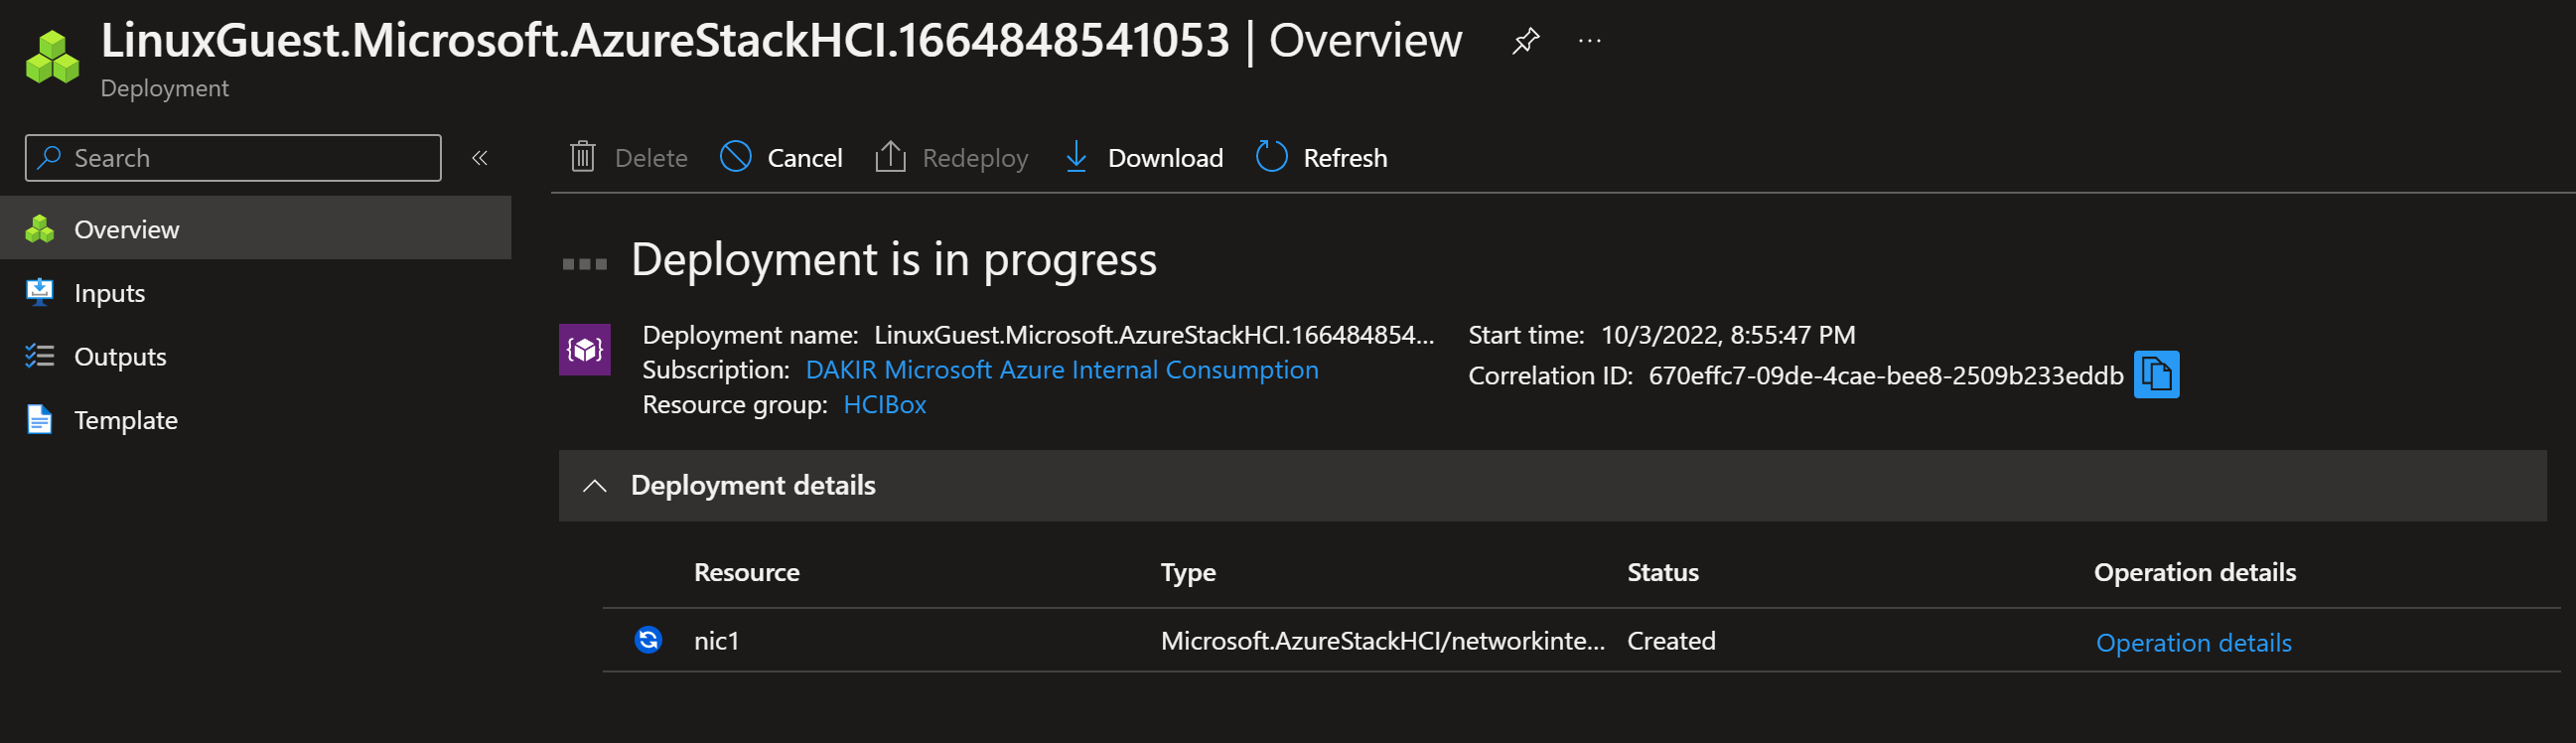 LinuxGuest.Microsoft.AzureStackHCI.1664848541053 | Overview
Deployment
Search
Delete Cancel Redeploy Download Refresh
Overview
Inputs
Outputs
Template
Deployment is in progress
Deployment name: LinuxGuest.Microsoft.AzureStackHCI.166484854...
Subscription: DAKIR Microsoft Azure Internal Consumption
Resource group: HCIBox
Start time: 10/3/2022, 8:55:47 PM
Correlation ID: 670effc7-09de-4cae-bee8-2509b233eddb
Deployment details
Resource Type Status Operation details
nic1 Microsoft.AzureStackHCI/networkinte... Created Operation details